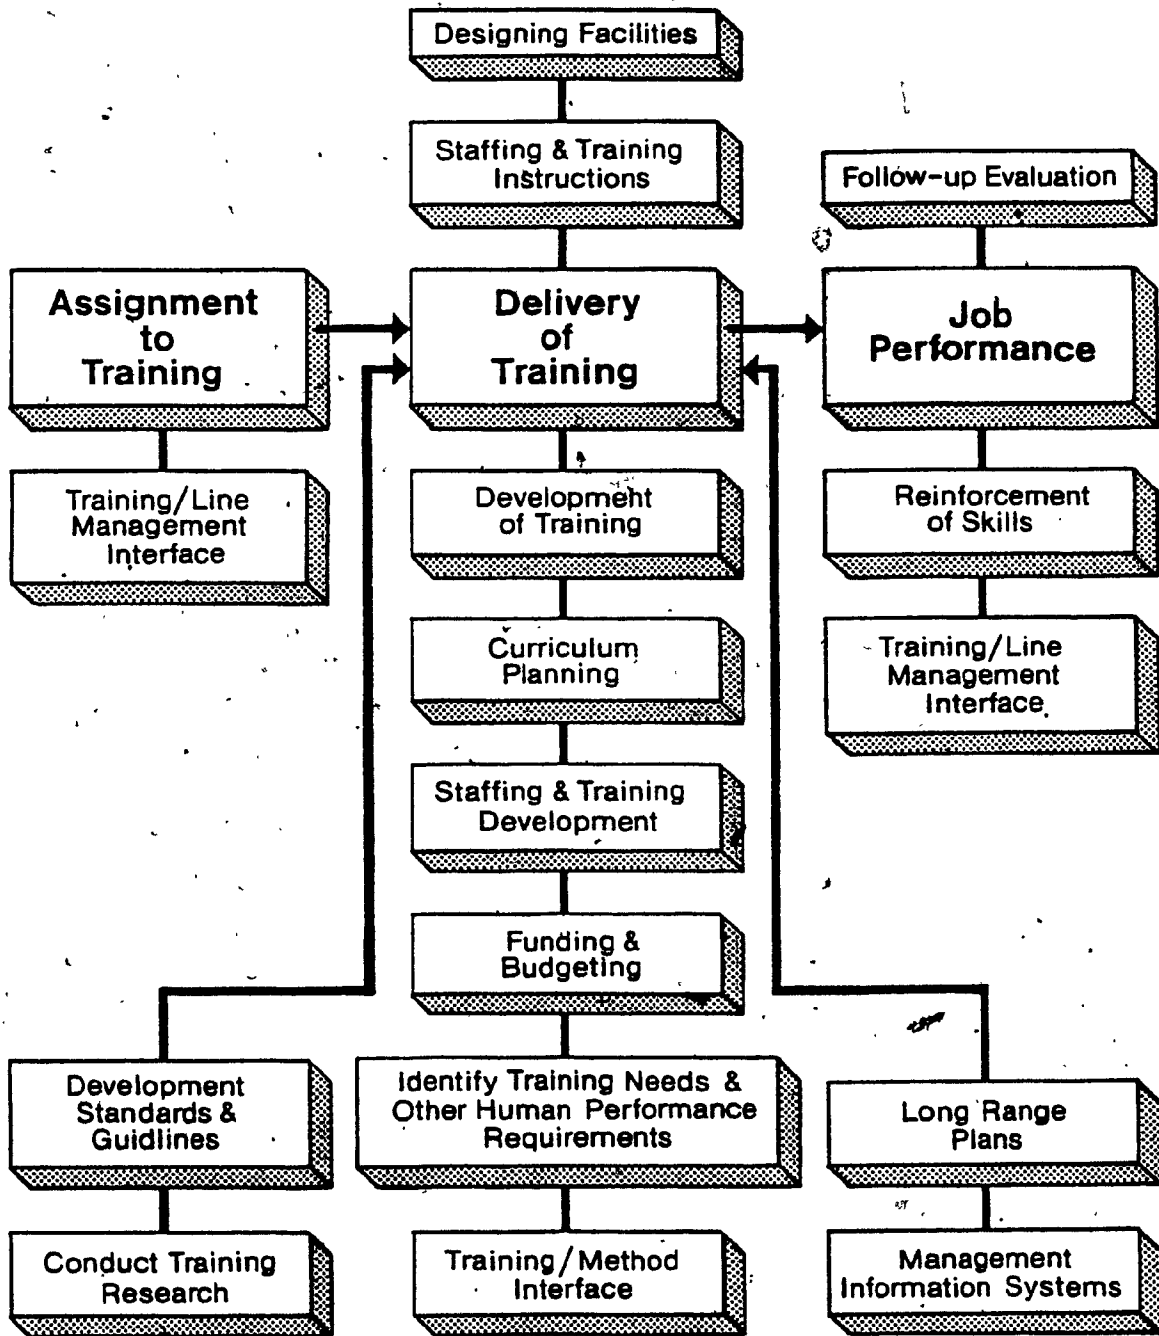 Designing Facilities
Staffing & Training
Instructions
Follow-up Evaluation
Assignment
to
Training
Delivery
of
Training
Job
Performance
Training/Line
Management
Interface
Development
of Training
Reinforcement
of Skills
Curriculum
Planning
Training/Line
Management
Interface
Staffing & Training
Development
Funding &
Budgeting
Development
Standards &
Guidlines
Identify Training Needs &
Other Human Performance
Requirements
Long Range
Plans
Conduct Training
Research
Training/Method
Interface
Management
Information Systems